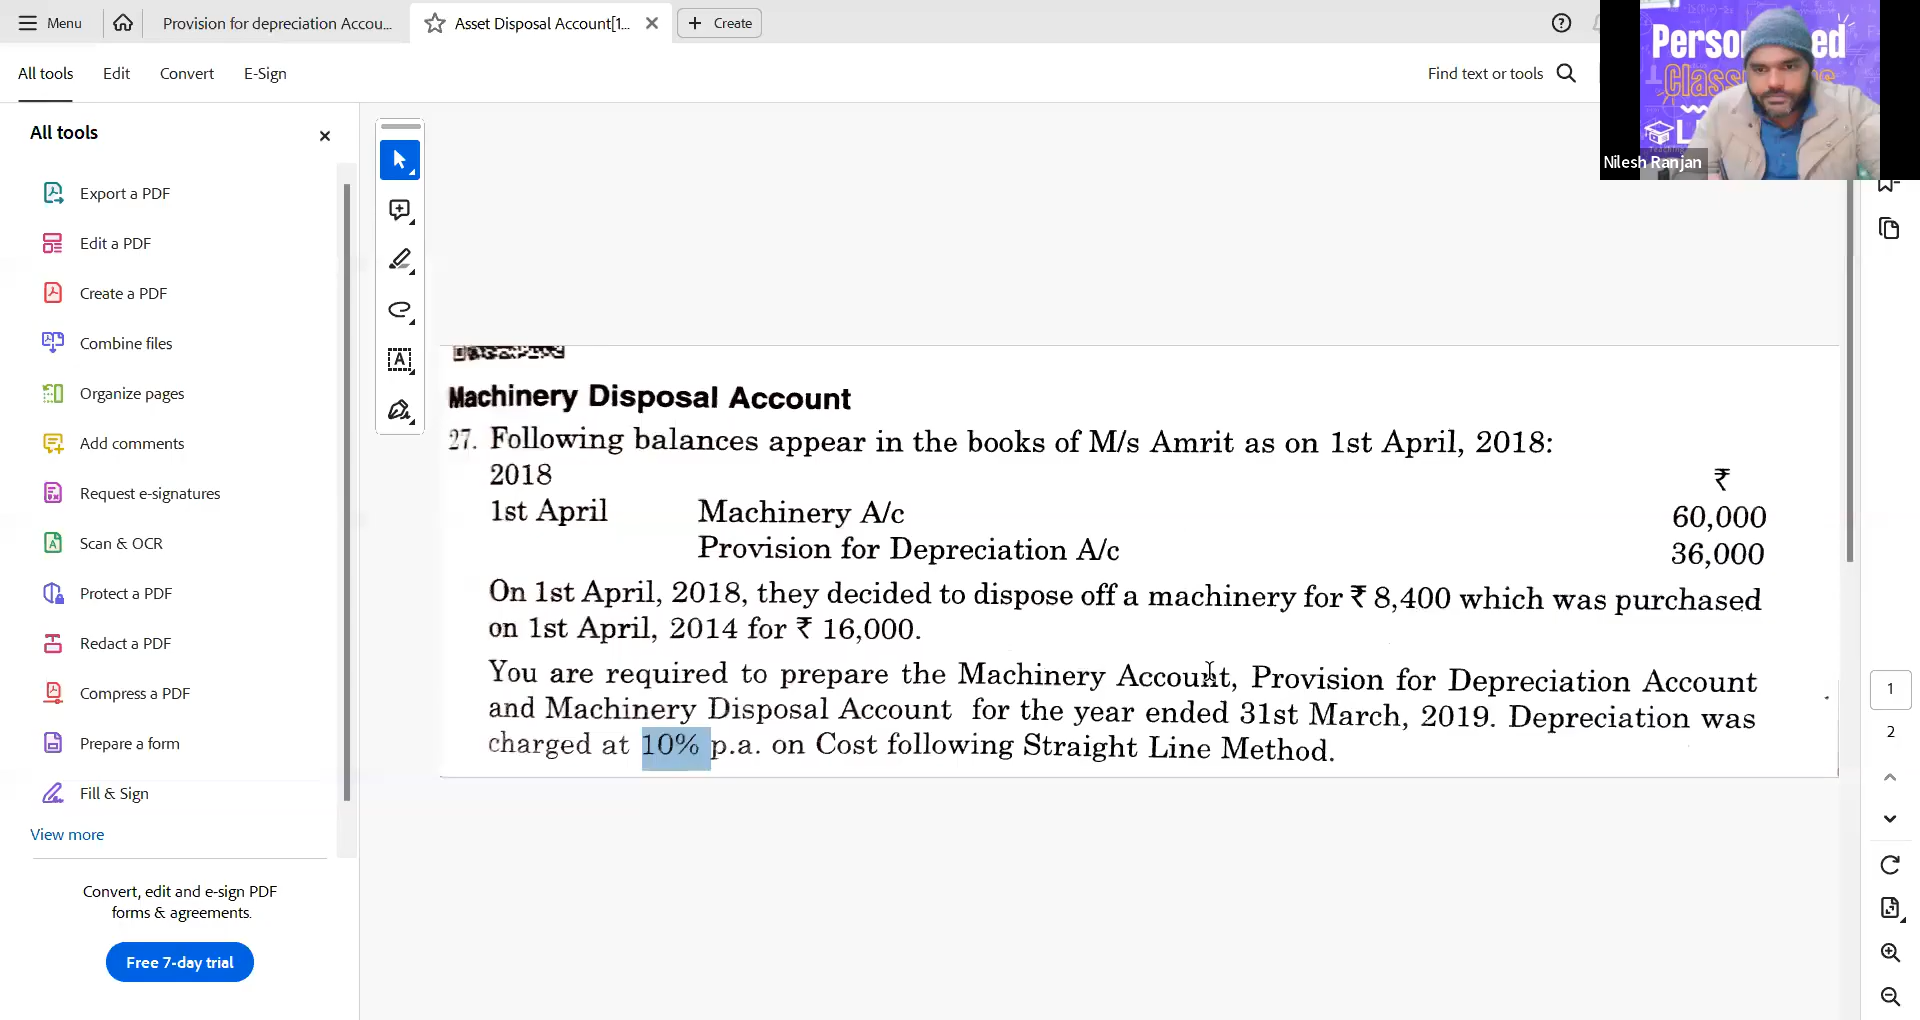 Menu
Provision for depreciation Accou...
Asset Disposal Account[1...
Create
All tools
Edit
Convert
E-Sign
Find text or tools
All tools
Export a PDF
Edit a PDF
Create a PDF
Combine files
Organize pages
Add comments
Request e-signatures
Scan & OCR
Protect a PDF
Redact a PDF
Compress a PDF
Prepare a form
Fill & Sign
View more
Convert, edit and e-sign PDF
forms & agreements.
Free 7-day trial
Machinery Disposal Account
27. Following balances appear in the books of M/s Amrit as on 1st April, 2018:
2018 ₹
1st April Machinery A/c 60,000
Provision for Depreciation A/c 36,000
On 1st April, 2018, they decided to dispose off a machinery for ₹ 8,400 which was purchased
on 1st April, 2014 for ₹ 16,000.
You are required to prepare the Machinery Account, Provision for Depreciation Account
and Machinery Disposal Account for the year ended 31st March, 2019. Depreciation was
charged at 10% p.a. on Cost following Straight Line Method.
Nilesh Ranjan
1
2